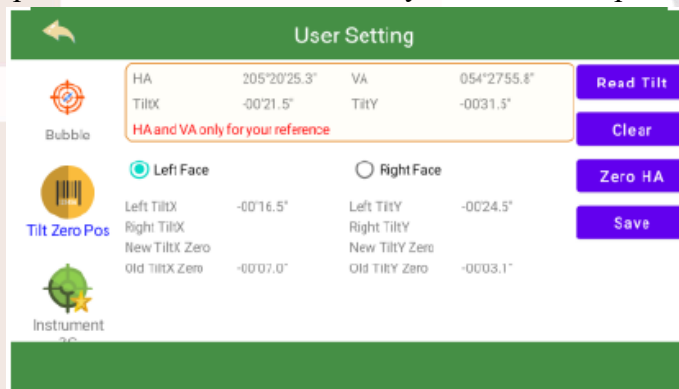 User Setting
HA 205°20'25.3" VA 054°27'55.8"
TiltX -00'21.5" TiltY -00'31.5"
HA and VA only for your reference
Read Tilt
Clear
Zero HA
Save
Bubble
Tilt Zero Pos
Instrument
Left Face Right Face
Left TiltX -00'16.5" Left TiltY -00'24.5"
Right TiltX Right TiltY
New TiltX Zero New TiltY Zero
Old TiltX Zero -00'07.0" Old TiltY Zero -00'03.1"